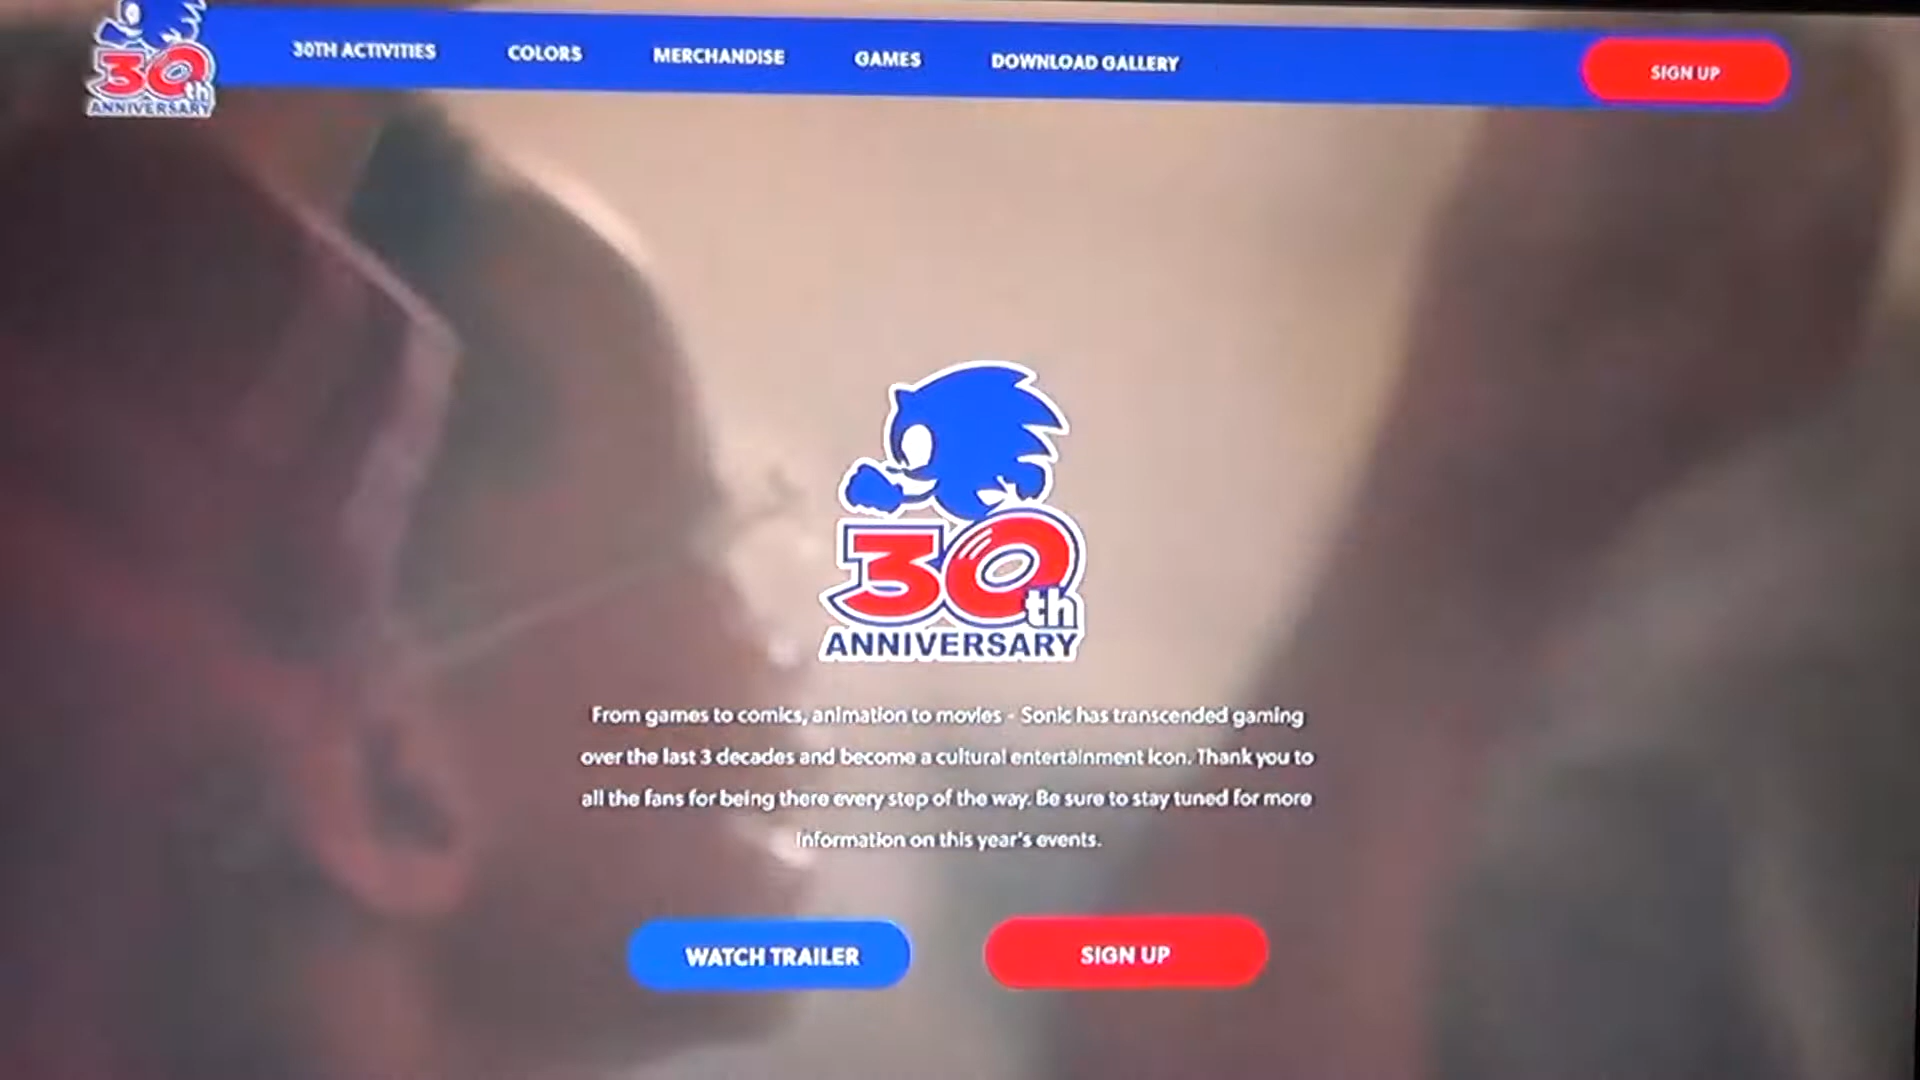 30th
ANNIVERSARY
30TH ACTIVITIES
COLORS
MERCHANDISE
GAMES
DOWNLOAD GALLERY
SIGN UP
30th
ANNIVERSARY
From games to comics, animation to movies - Sonic has transcended gaming
over the last 3 decades and become a cultural entertainment icon. Thank you to
all the fans for being there every step of the way. Be sure to stay tuned for more
information on this year's events.
WATCH TRAILER
SIGN UP